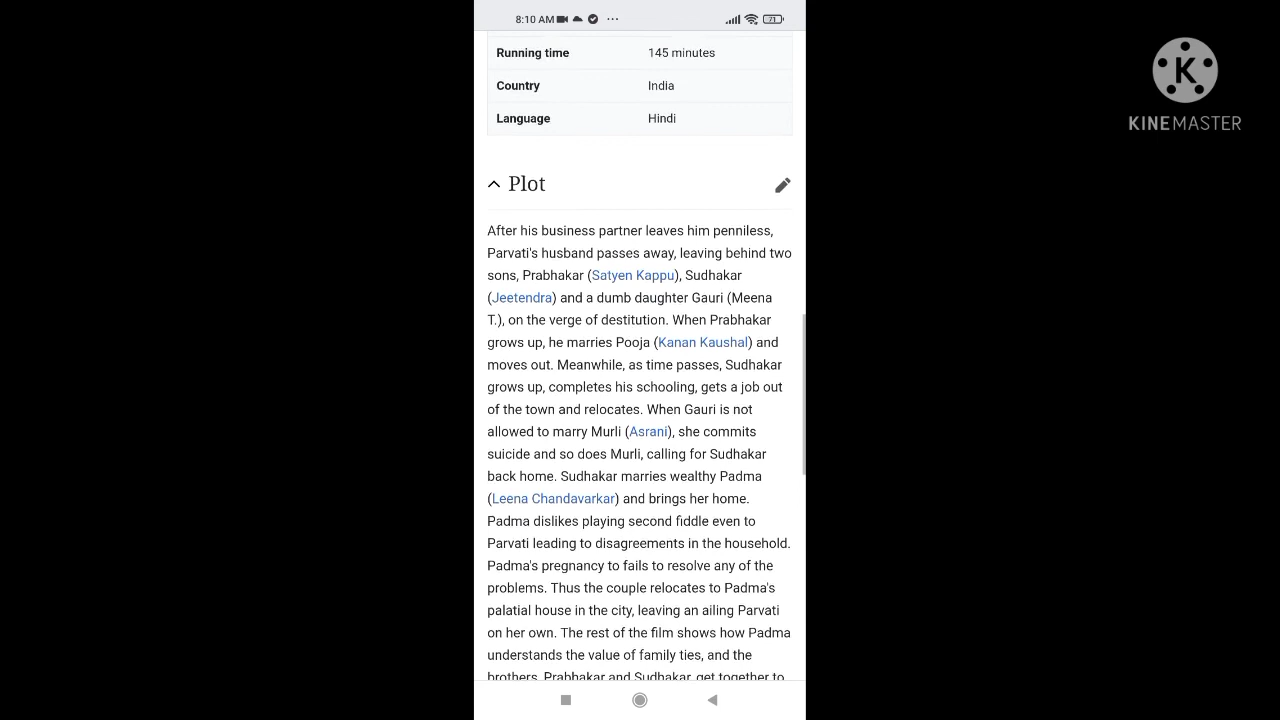 8:10 AM
71
Running time 145 minutes
Country India
Language Hindi
Plot
After his business partner leaves him penniless,
Parvati's husband passes away, leaving behind two
sons, Prabhakar (Satyen Kappu), Sudhakar
(Jeetendra) and a dumb daughter Gauri (Meena
T.), on the verge of destitution. When Prabhakar
grows up, he marries Pooja (Kanan Kaushal) and
moves out. Meanwhile, as time passes, Sudhakar
grows up, completes his schooling, gets a job out
of the town and relocates. When Gauri is not
allowed to marry Murli (Asrani), she commits
suicide and so does Murli, calling for Sudhakar
back home. Sudhakar marries wealthy Padma
(Leena Chandavarkar) and brings her home.
Padma dislikes playing second fiddle even to
Parvati leading to disagreements in the household.
Padma's pregnancy to fails to resolve any of the
problems. Thus the couple relocates to Padma's
palatial house in the city, leaving an ailing Parvati
on her own. The rest of the film shows how Padma
understands the value of family ties, and the
brothers, Prabhakar and Sudhakar, get together to
K
KINEMASTER